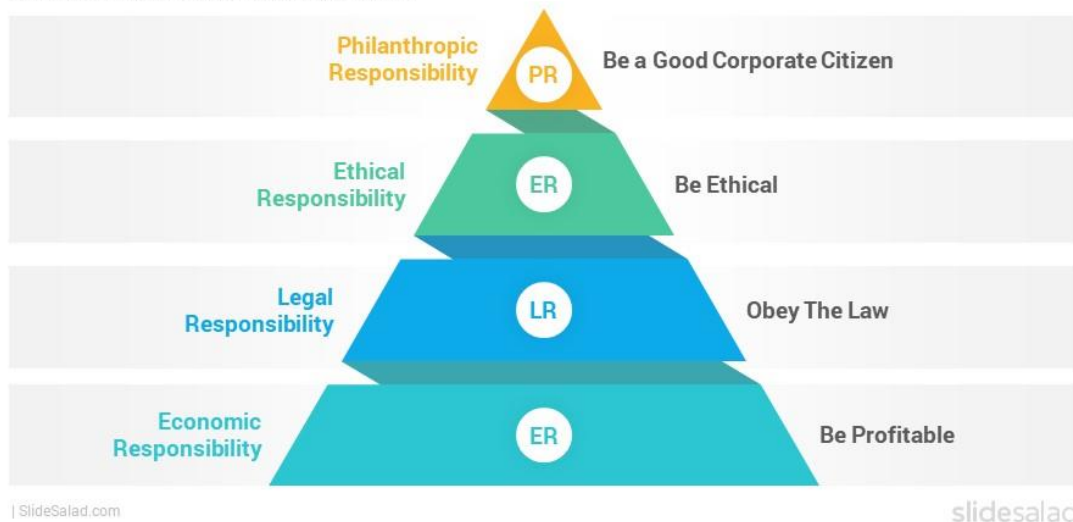 Philanthropic
Responsibility
PR
Be a Good Corporate Citizen
Ethical
Responsibility
ER
Be Ethical
Legal
Responsibility
LR
Obey The Law
Economic
Responsibility
ER
Be Profitable
| SlideSalad.com
slidesalad